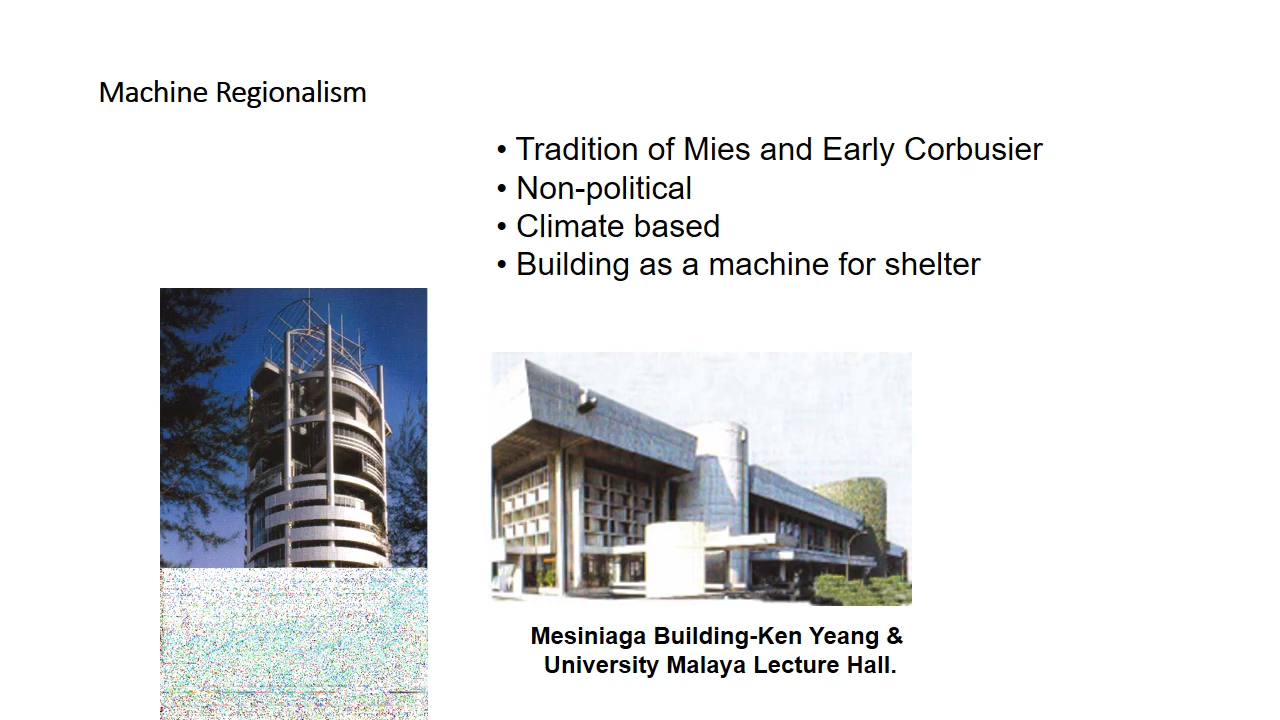 Machine Regionalism
• Tradition of Mies and Early Corbusier
• Non-political
• Climate based
• Building as a machine for shelter
Mesiniaga Building-Ken Yeang &
University Malaya Lecture Hall.